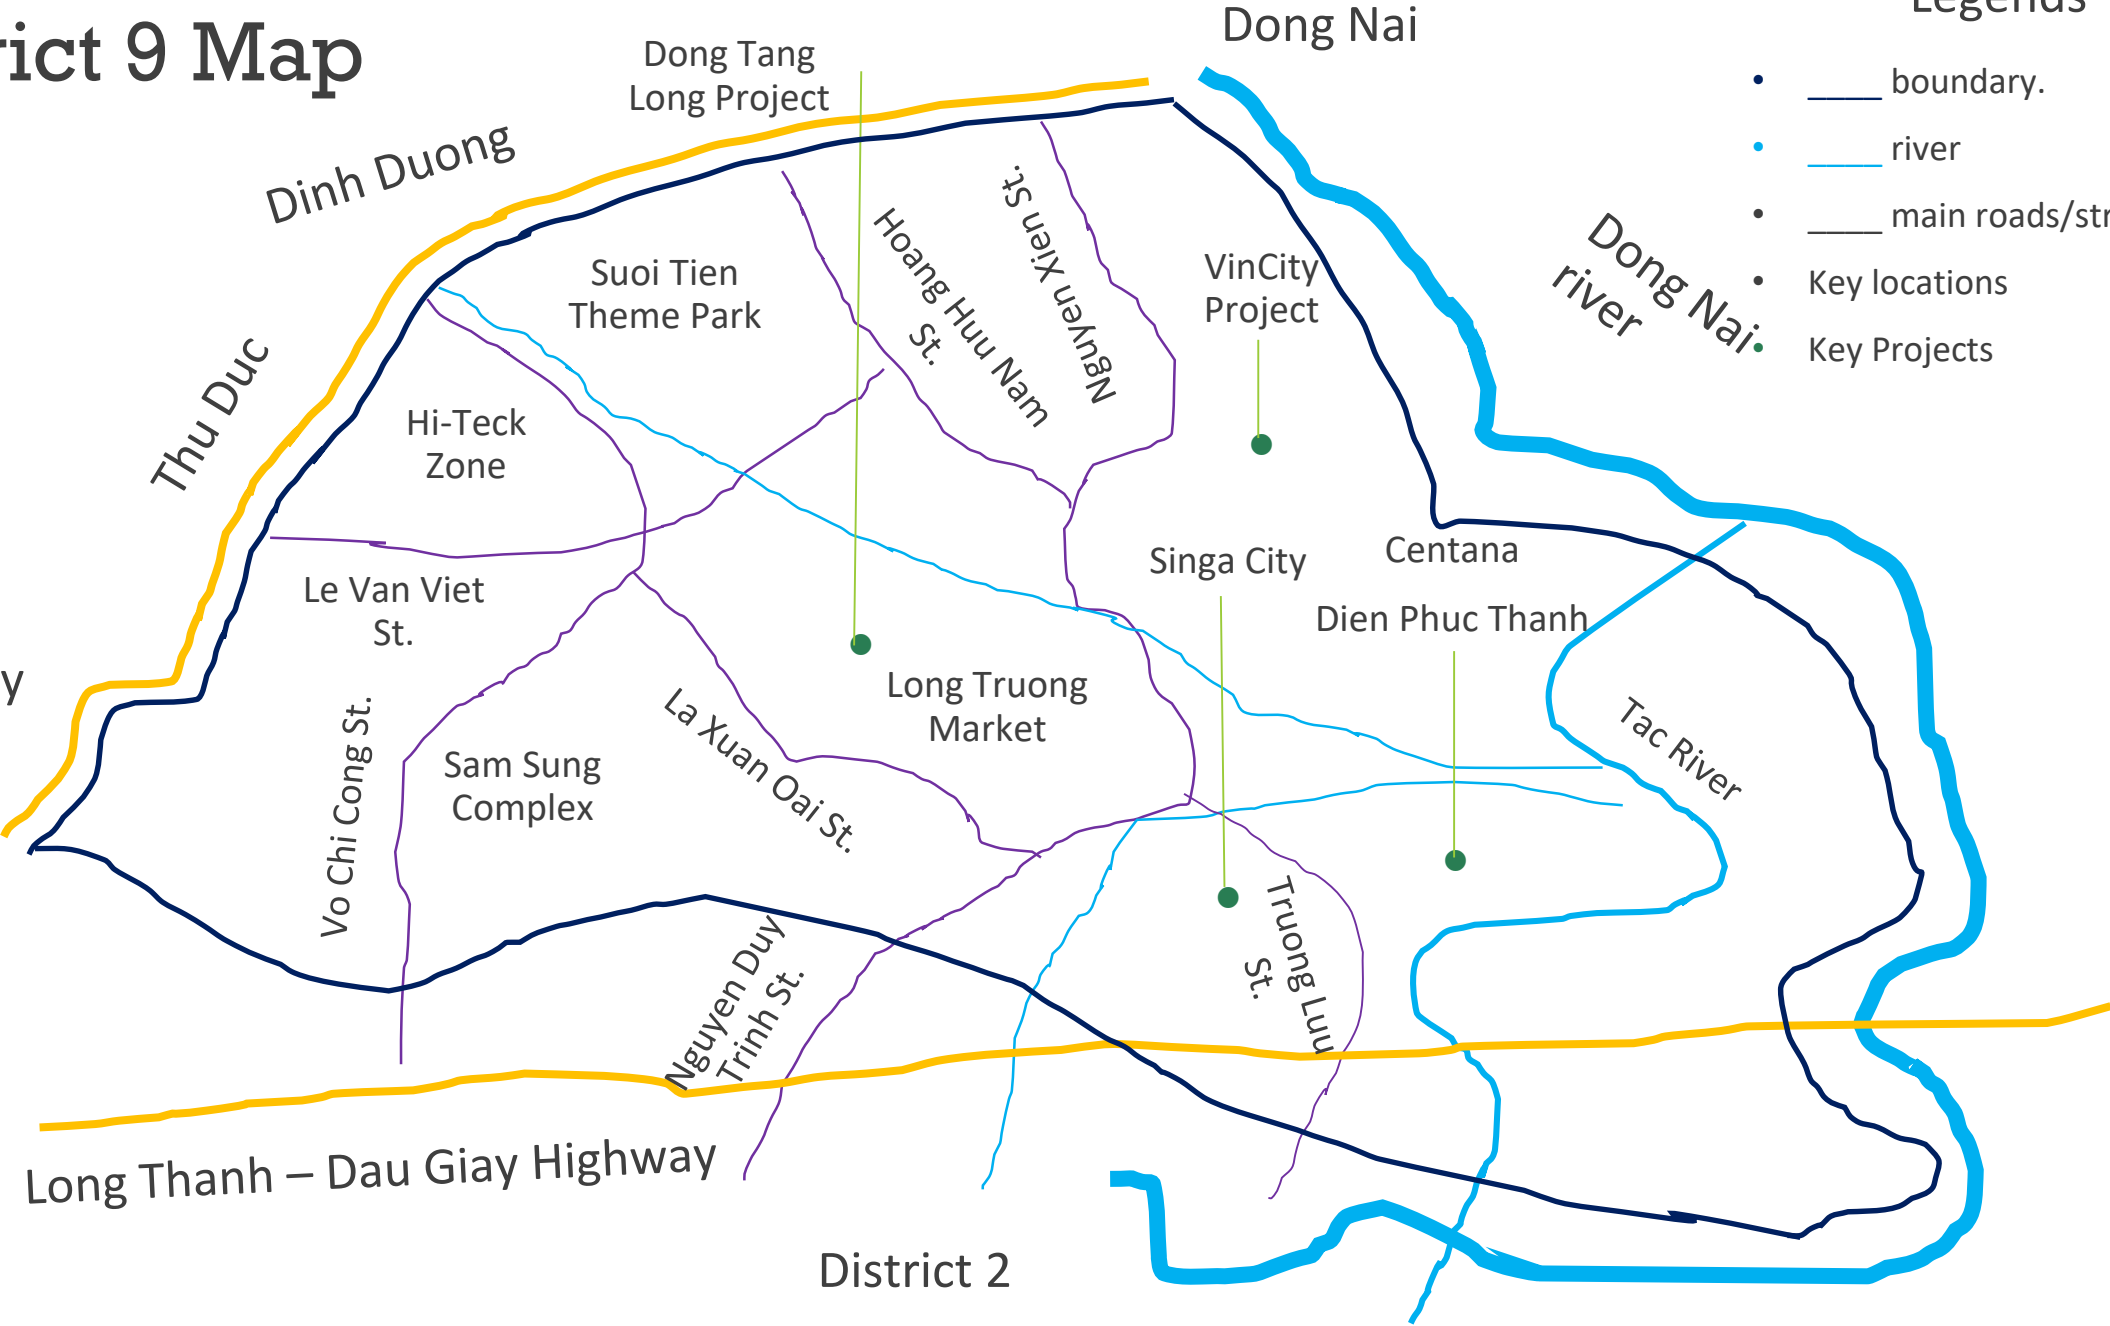 rict 9 Map
Dong Nai
Legends
Dong Tang
Long Project
____ boundary.
____ river
____ main roads/str
Key locations
Key Projects
Dinh Duong
Thu Duc
Suoi Tien
Theme Park
Hoang Huu Nam
St.
Nguyen Xien St.
VinCity
Project
Dong Nai
river
Hi-Teck
Zone
Le Van Viet
St.
Singa City
Centana
Dien Phuc Thanh
y
Vo Chi Cong St.
Sam Sung
Complex
La Xuan Oai St.
Long Truong
Market
Tac River
Nguyen Duy
Trinh St.
Truong Luu
St.
Long Thanh – Dau Giay Highway
District 2